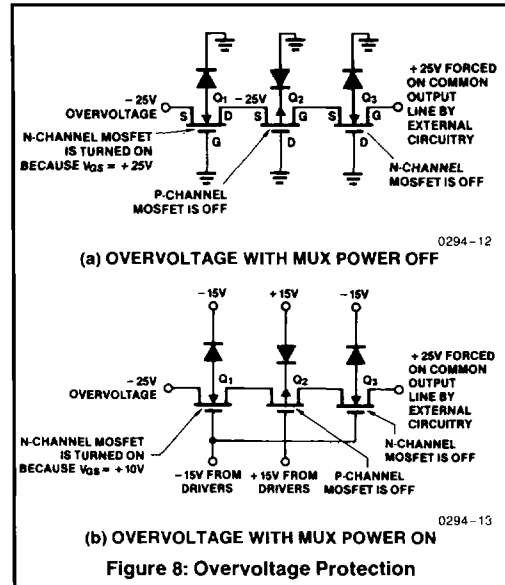 -25V
OVERVOLTAGE
N-CHANNEL MOSFET
IS TURNED ON
BECAUSE VGS = +25V
Q1
S
D
G
-25V
Q2
S
G
D
P-CHANNEL
MOSFET IS OFF
Q3
S
G
D
+25V FORCED
ON COMMON
OUTPUT
LINE BY
EXTERNAL
CIRCUITRY
N-CHANNEL
MOSFET IS OFF
0294-12
(a) OVERVOLTAGE WITH MUX POWER OFF
-15V
+15V
-15V
-25V
OVERVOLTAGE
Q1
Q2
Q3
+25V FORCED
ON COMMON
OUTPUT
LINE BY
EXTERNAL
CIRCUITRY
N-CHANNEL MOSFET
IS TURNED ON
BECAUSE VGS = +10V
-15V FROM
DRIVERS
+15V FROM
DRIVERS
P-CHANNEL
MOSFET IS OFF
N-CHANNEL
MOSFET IS OFF
0294-13
(b) OVERVOLTAGE WITH MUX POWER ON
Figure 8: Overvoltage Protection